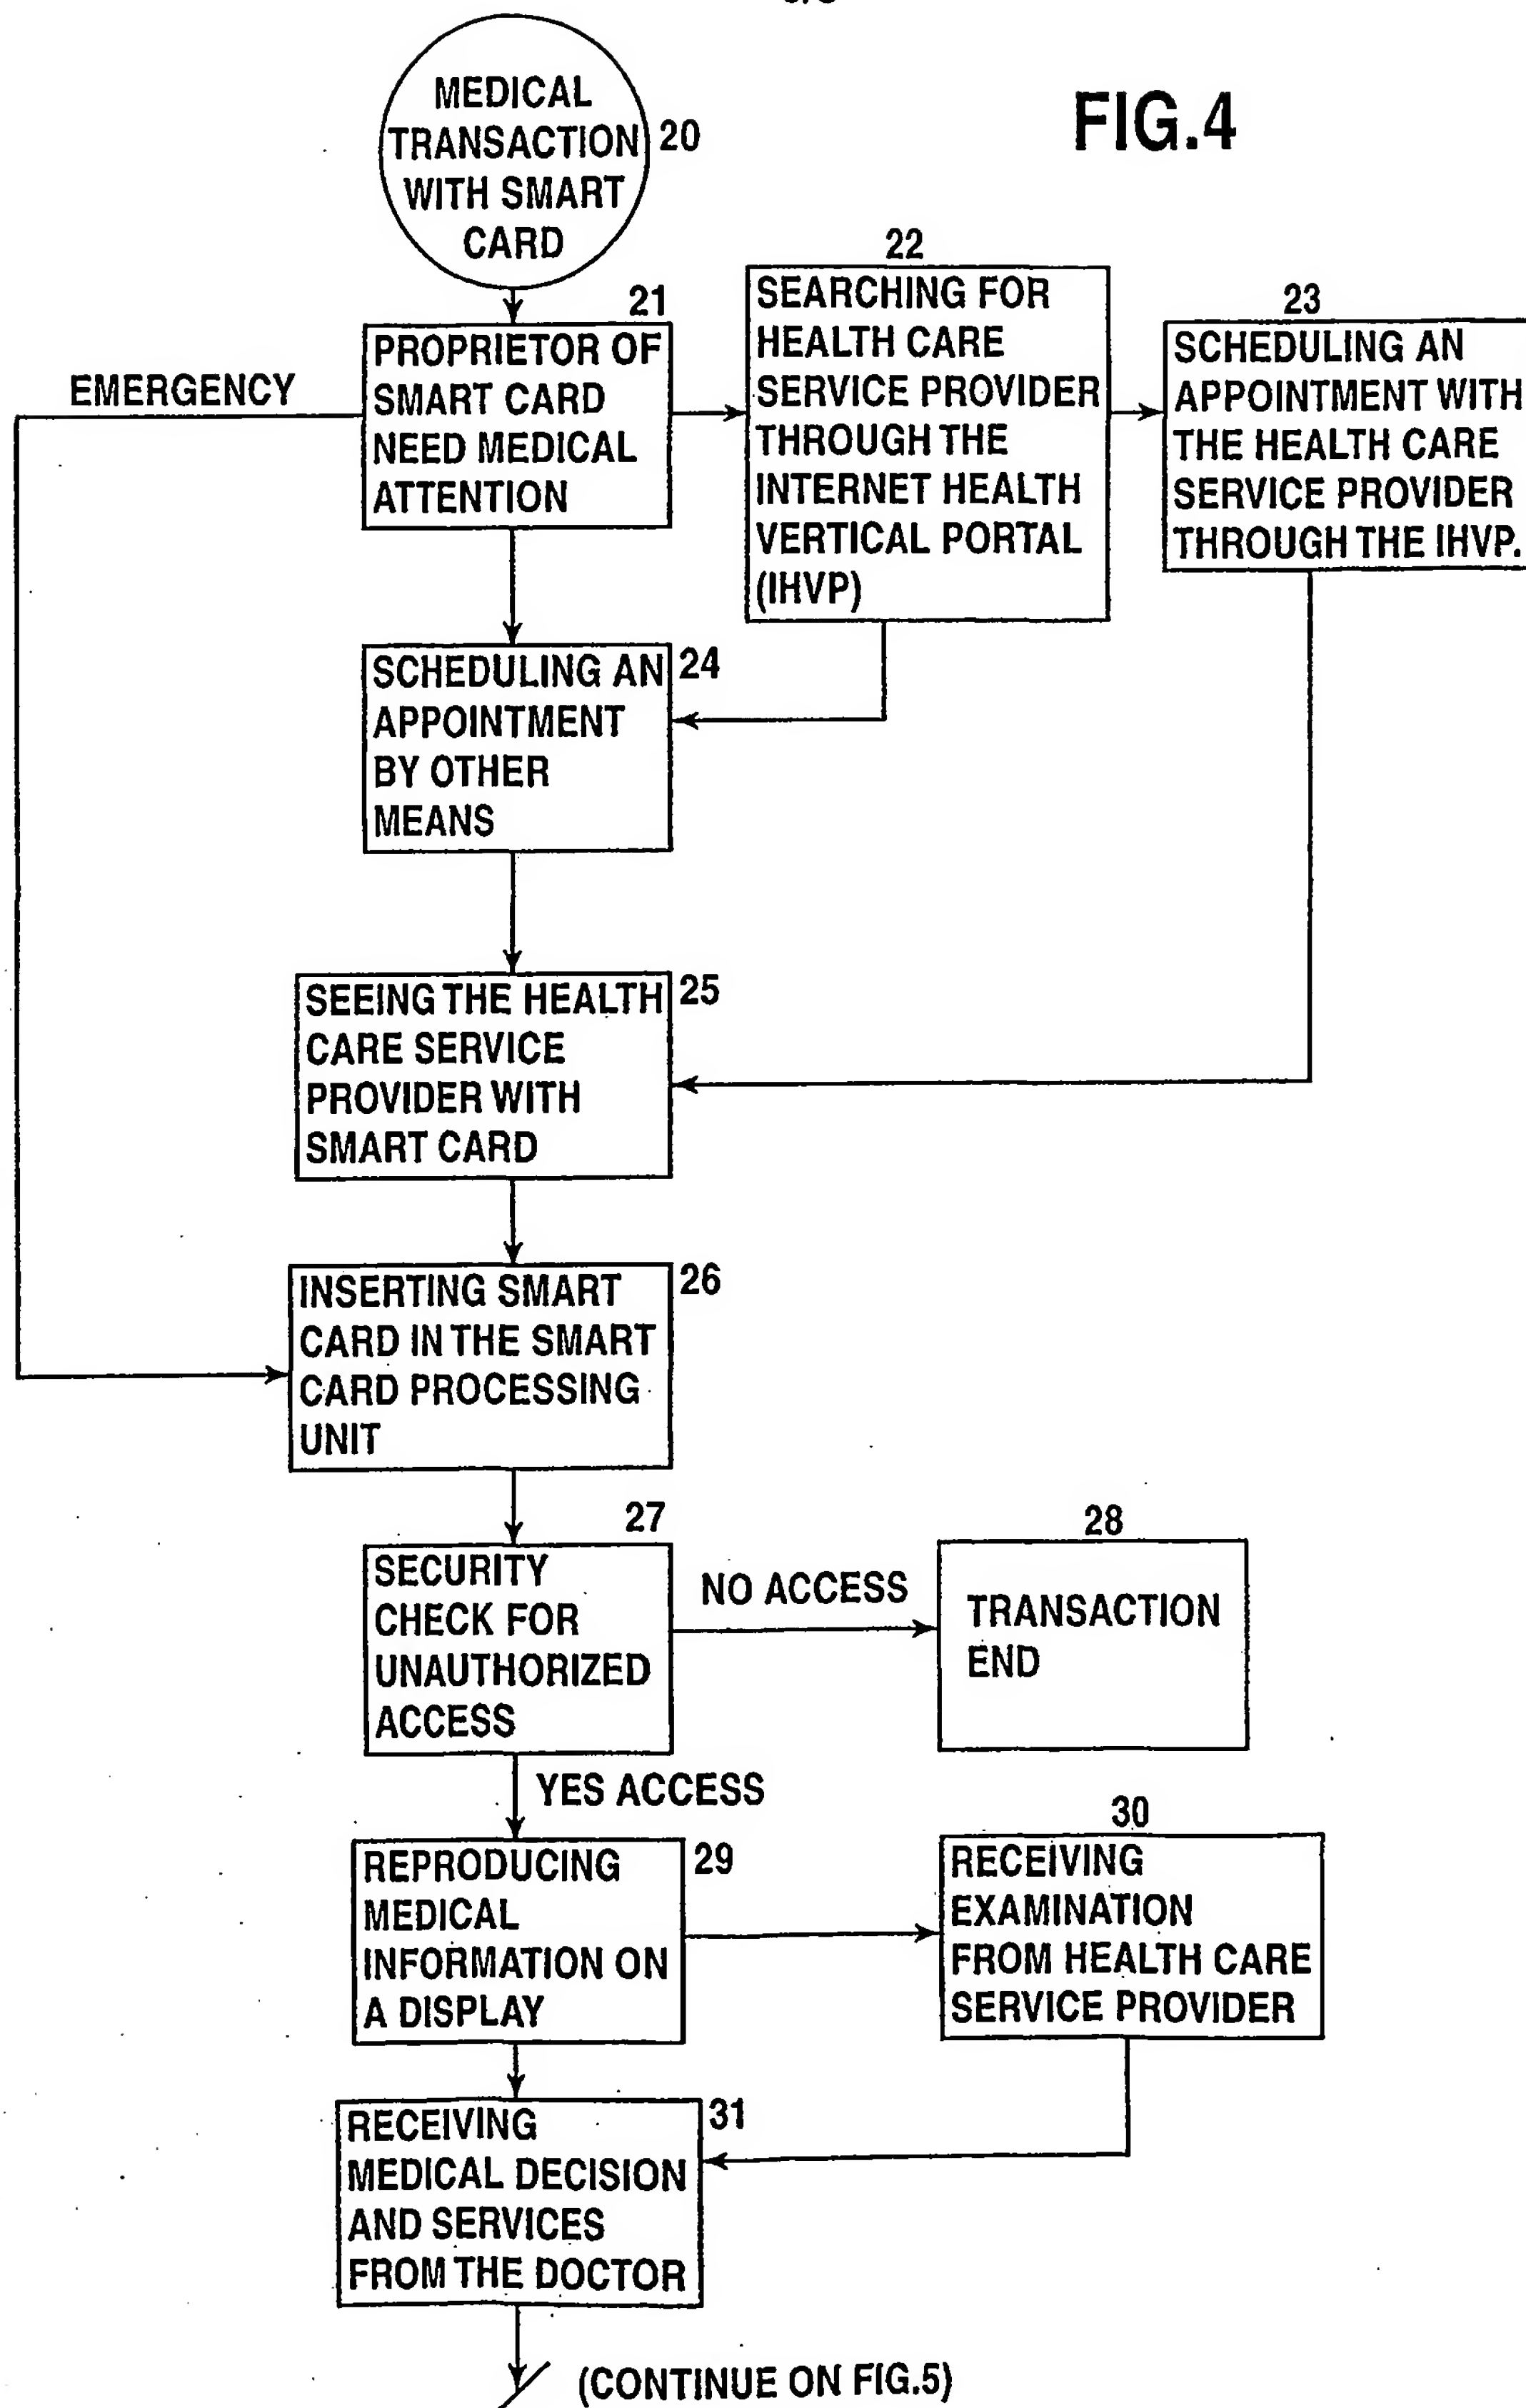 MEDICAL
TRANSACTION
WITH SMART
CARD
20
FIG.4
21
PROPRIETOR OF
SMART CARD
NEED MEDICAL
ATTENTION
EMERGENCY
22
SEARCHING FOR
HEALTH CARE
SERVICE PROVIDER
THROUGH THE
INTERNET HEALTH
VERTICAL PORTAL
(IHVP)
23
SCHEDULING AN
APPOINTMENT WITH
THE HEALTH CARE
SERVICE PROVIDER
THROUGH THE IHVP.
24
SCHEDULING AN
APPOINTMENT
BY OTHER
MEANS
25
SEEING THE HEALTH
CARE SERVICE
PROVIDER WITH
SMART CARD
26
INSERTING SMART
CARD IN THE SMART
CARD PROCESSING
UNIT
27
SECURITY
CHECK FOR
UNAUTHORIZED
ACCESS
NO ACCESS
28
TRANSACTION
END
YES ACCESS
29
REPRODUCING
MEDICAL
INFORMATION ON
A DISPLAY
30
RECEIVING
EXAMINATION
FROM HEALTH CARE
SERVICE PROVIDER
31
RECEIVING
MEDICAL DECISION
AND SERVICES
FROM THE DOCTOR
(CONTINUE ON FIG.5)